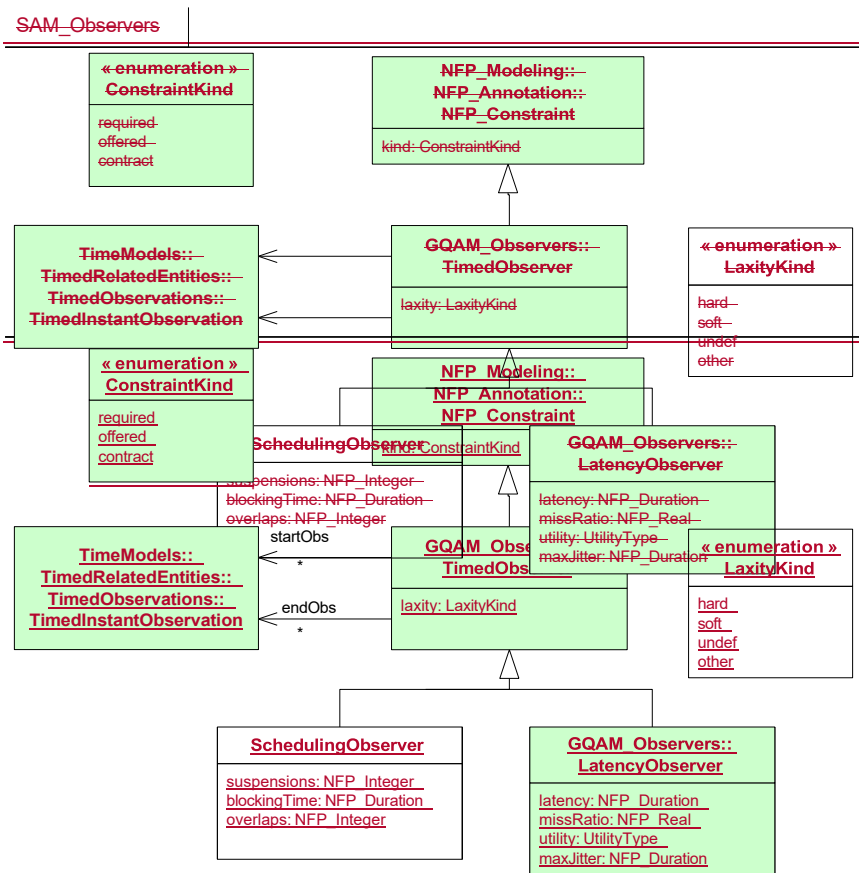 SAM_Observers
« enumeration »
ConstraintKind
required
offered
contract
NFP_Modeling::
NFP_Annotation::
NFP_Constraint
kind: ConstraintKind
TimeModels::
TimedRelatedEntities::
TimedObservations::
TimedInstantObservation
GQAM_Observers::
TimedObserver
laxity: LaxityKind
« enumeration »
LaxityKind
hard
soft
undef
other
« enumeration »
ConstraintKind
required
offered
contract
NFP_Modeling::
NFP_Annotation::
NFP_Constraint
kind: ConstraintKind
SchedulingObserver
suspensions: NFP_Integer
blockingTime: NFP_Duration
overlaps: NFP_Integer
GQAM_Observers::
LatencyObserver
latency: NFP_Duration
missRatio: NFP_Real
utility: UtilityType
maxJitter: NFP_Duration
startObs
*
endObs
*
TimeModels::
TimedRelatedEntities::
TimedObservations::
TimedInstantObservation
GQAM_Obse
TimedObs
laxity: LaxityKind
« enumeration »
LaxityKind
hard
soft
undef
other
SchedulingObserver
suspensions: NFP_Integer
blockingTime: NFP_Duration
overlaps: NFP_Integer
GQAM_Observers::
LatencyObserver
latency: NFP_Duration
missRatio: NFP_Real
utility: UtilityType
maxJitter: NFP_Duration